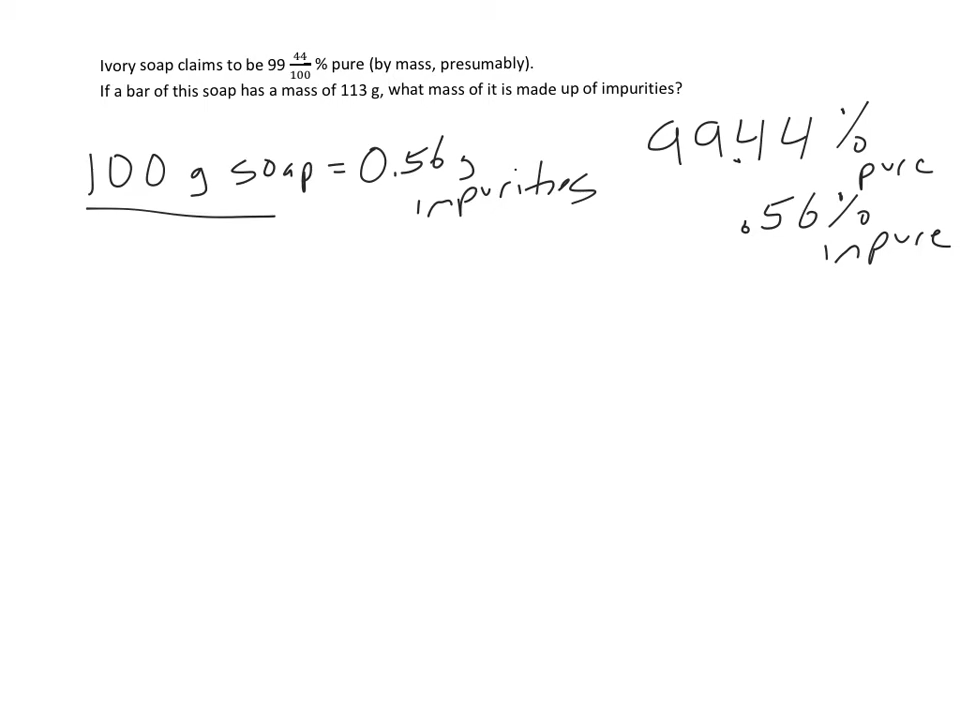 Ivory soap claims to be 99 44/100 % pure (by mass, presumably).
If a bar of this soap has a mass of 113 g, what mass of it is made up of impurities?
99.44%
pure
100 g soap = 0.56 g
impurities
.56%
inpure